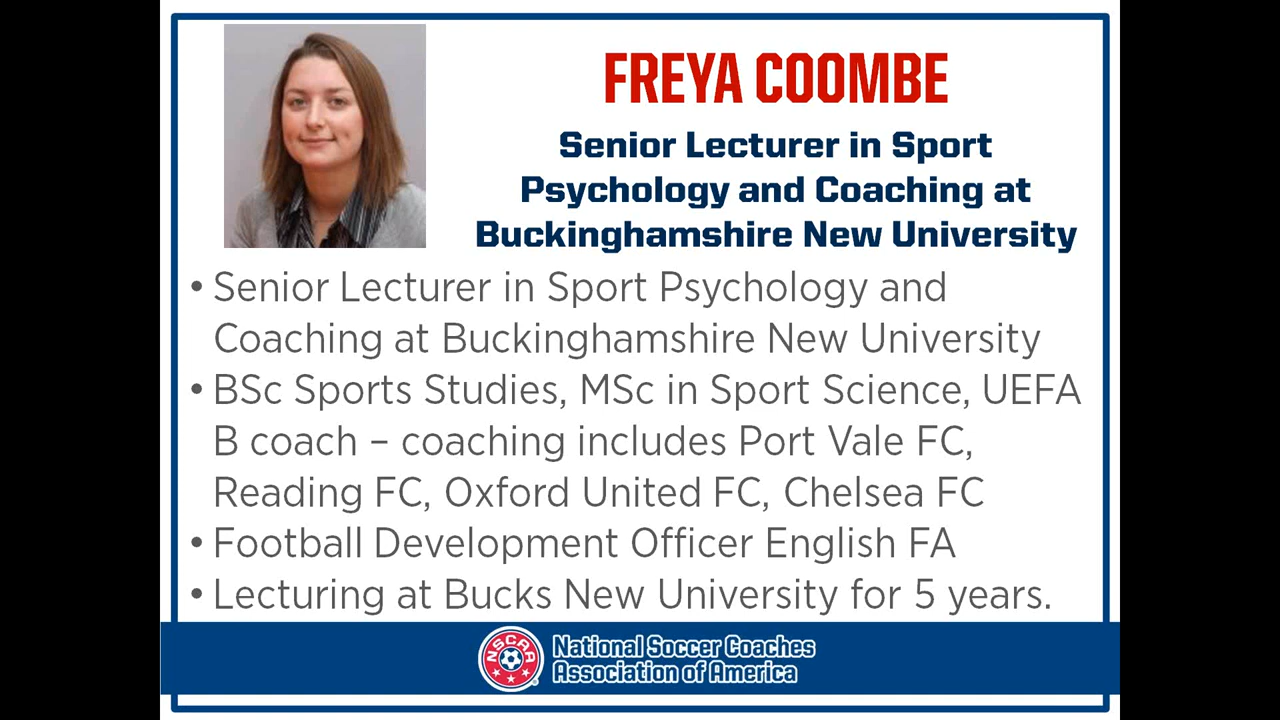 FREYA COOMBE
Senior Lecturer in Sport
Psychology and Coaching at
Buckinghamshire New University
• Senior Lecturer in Sport Psychology and
Coaching at Buckinghamshire New University
• BSc Sports Studies, MSc in Sport Science, UEFA
B coach – coaching includes Port Vale FC,
Reading FC, Oxford United FC, Chelsea FC
• Football Development Officer English FA
• Lecturing at Bucks New University for 5 years.
NSCAA
National Soccer Coaches
Association of America